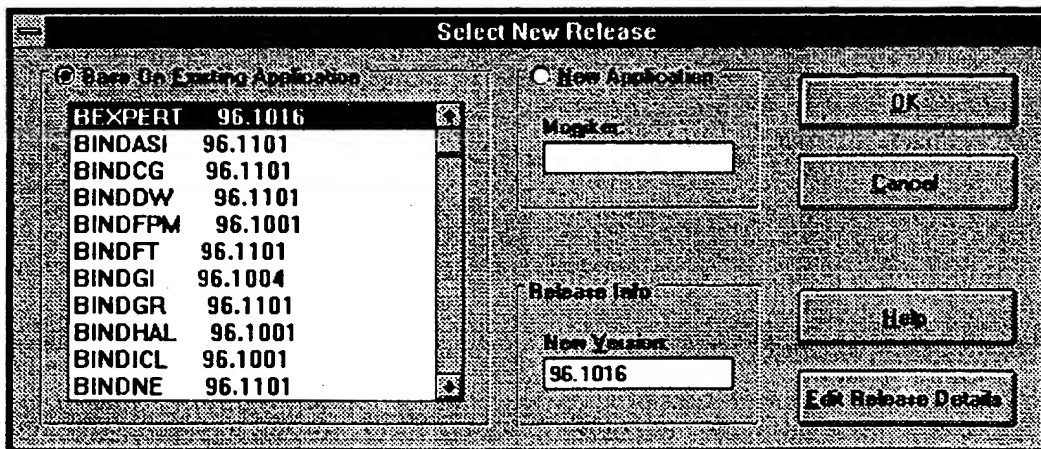 Select New Release
Base On Existing Application
BEXPERT 96.1016
BINDASI 96.1101
BINDCG 96.1101
BINDDW 96.1101
BINDFPM 96.1001
BINDFT 96.1101
BINDGI 96.1004
BINDGR 96.1101
BINDHAL 96.1001
BINDICL 96.1001
BINDNE 96.1101
New Application
Moniker:
Release Info
New Version:
96.1016
OK
Cancel
Help
Edit Release Details